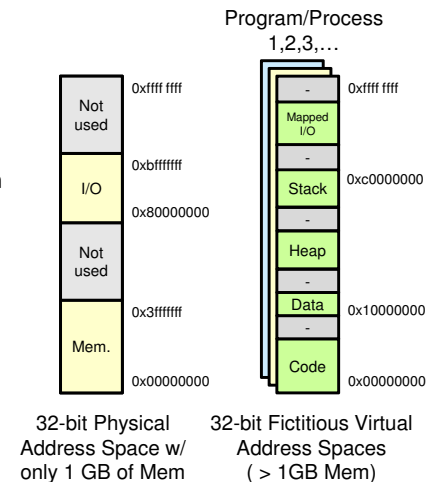 Program/Process
1,2,3,…
0xffff ffff
Not
used
0xbfffffff
I/O
0x80000000
Not
used
0x3fffffff
Mem.
0x00000000
32-bit Physical
Address Space w/
only 1 GB of Mem
-
0xffff ffff
Mapped
I/O
-
Stack
0xc0000000
-
Heap
-
Data
0x10000000
-
Code
0x00000000
32-bit Fictitious Virtual
Address Spaces
( > 1GB Mem)